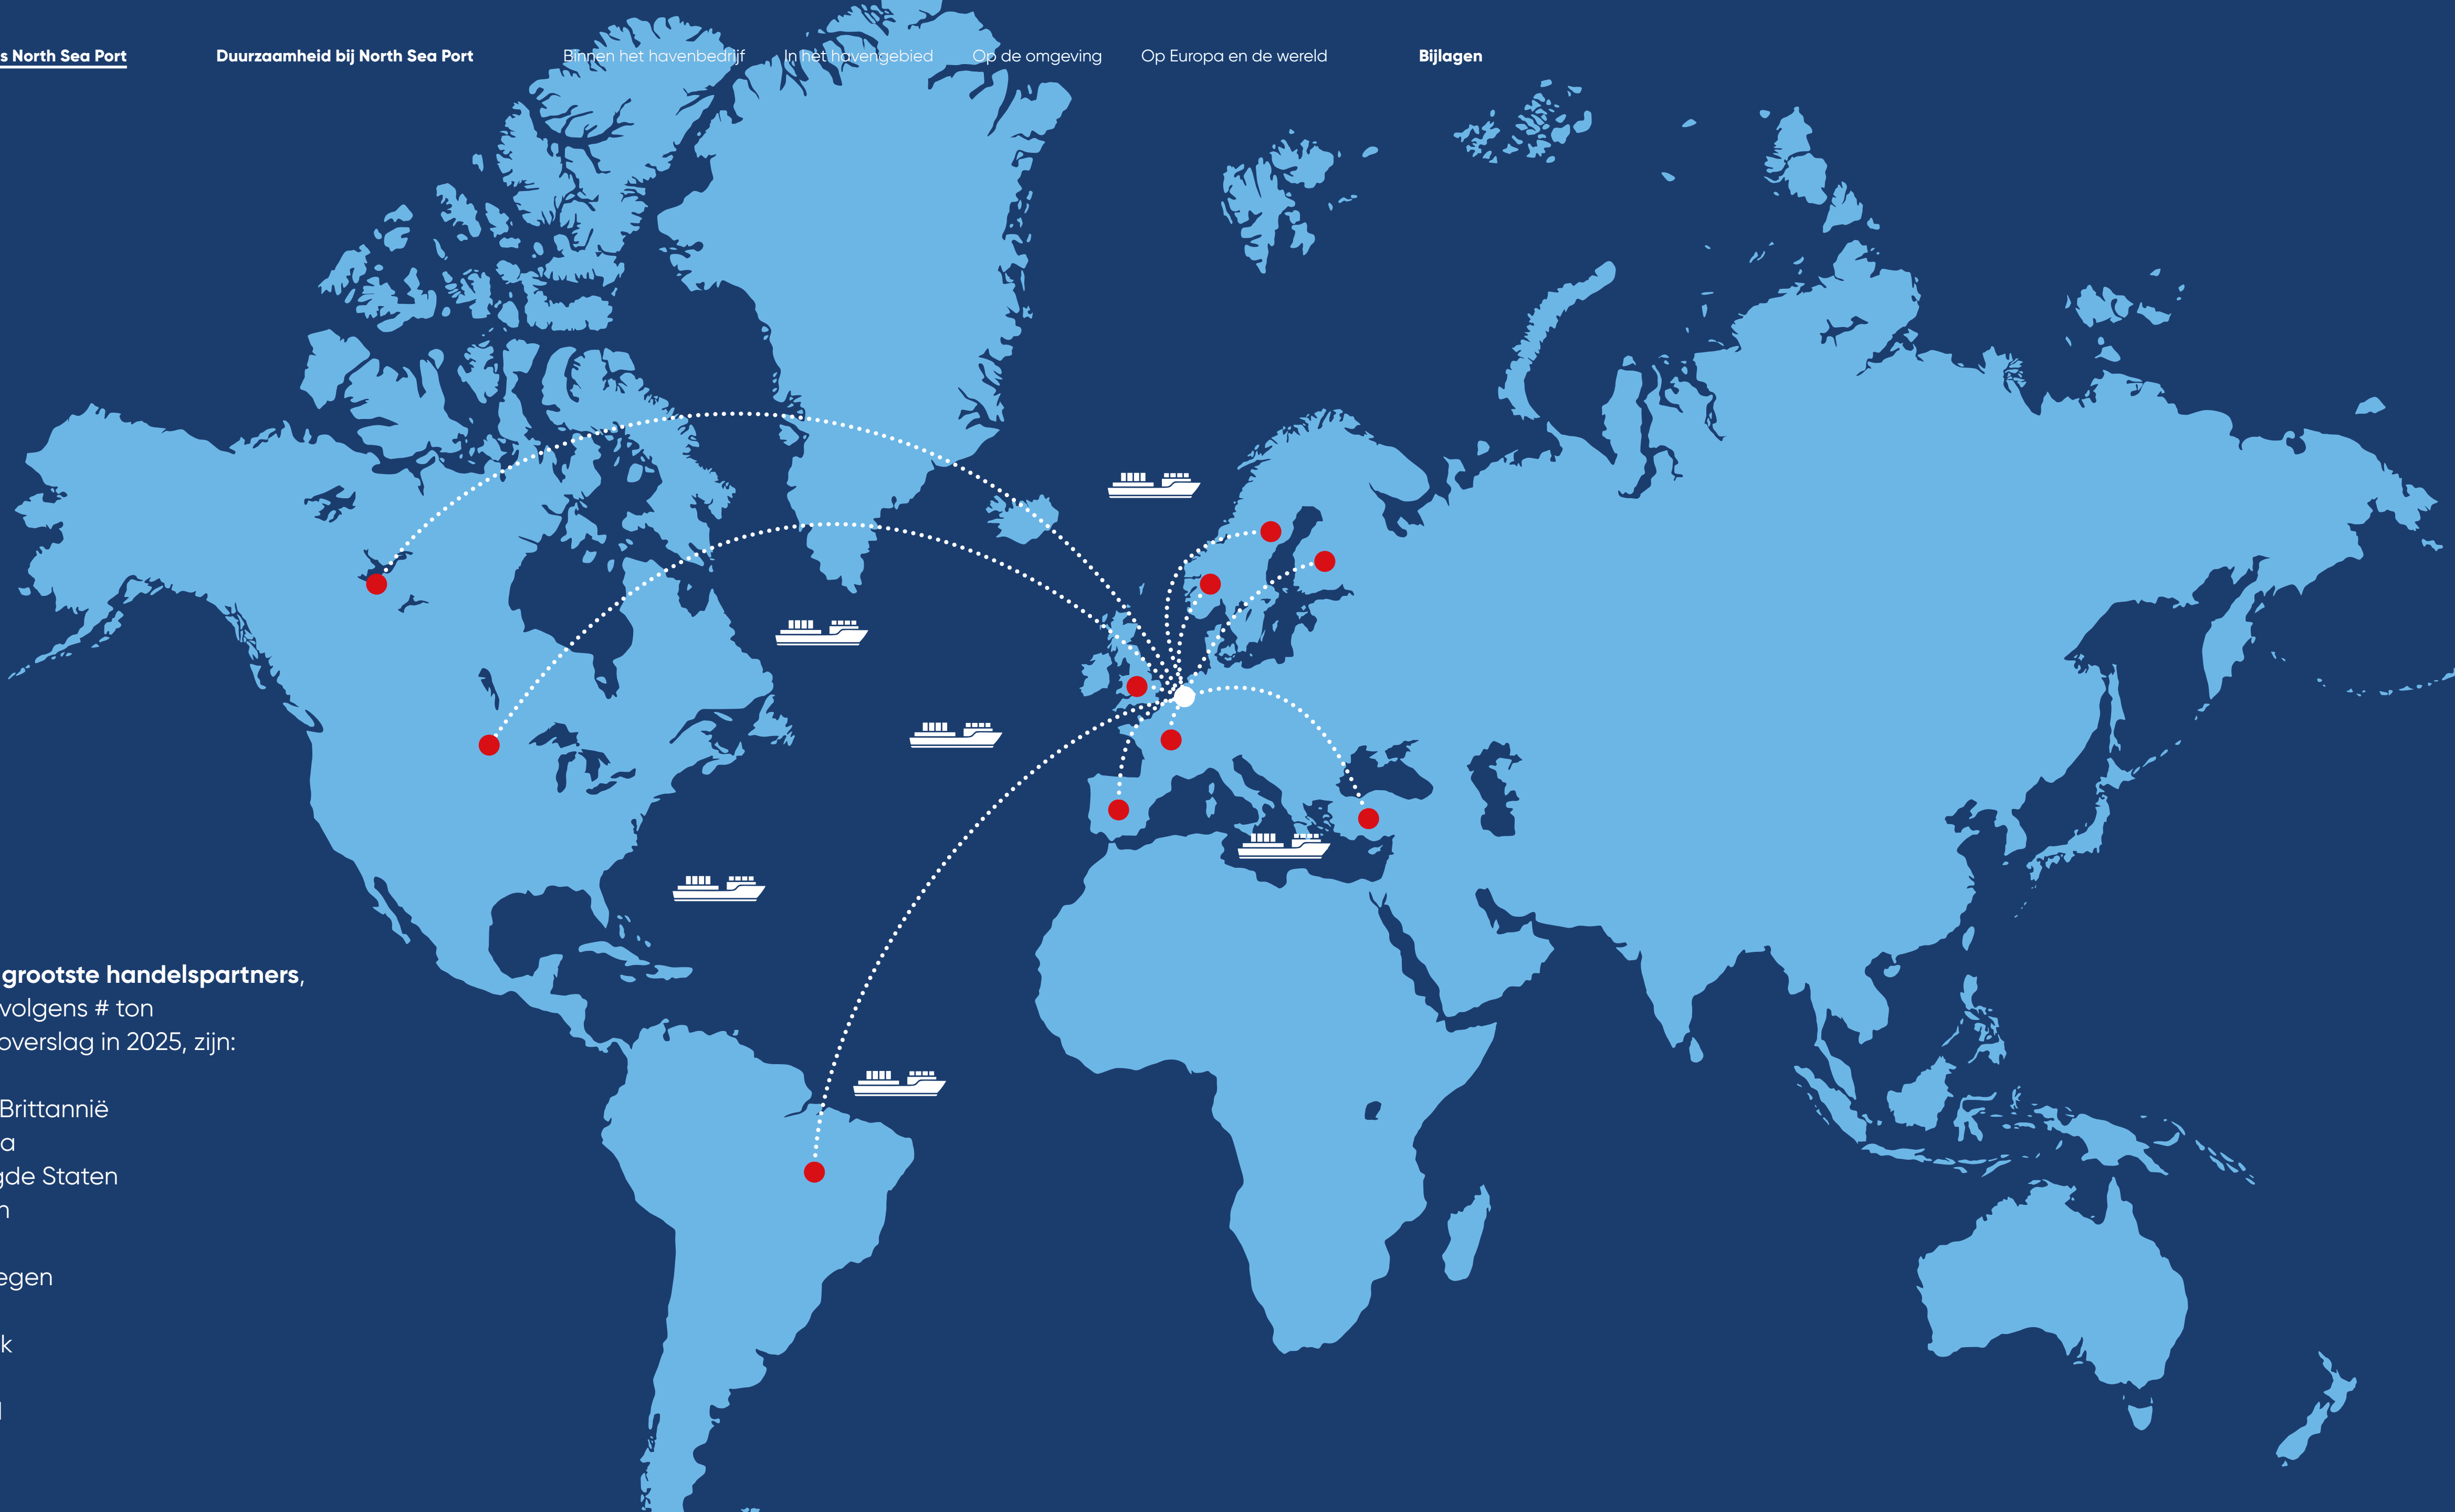 s North Sea Port
Duurzaamheid bij North Sea Port
Binnen het havenbedrijf
In het havengebied
Op de omgeving
Op Europa en de wereld
Bijlagen
grootste handelspartners,
volgens # ton
overslag in 2025, zijn:
Brittannië
a
gde Staten
n
egen
k